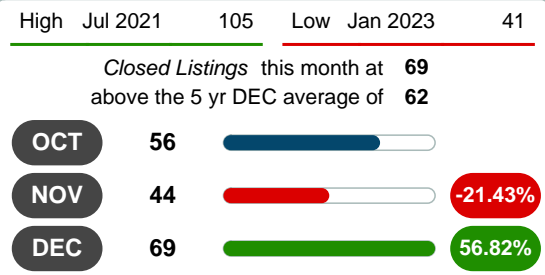 High Jul 2021 105 Low Jan 2023 41
Closed Listings this month at 69
above the 5 yr DEC average of 62
OCT 56
NOV 44 -21.43%
DEC 69 56.82%